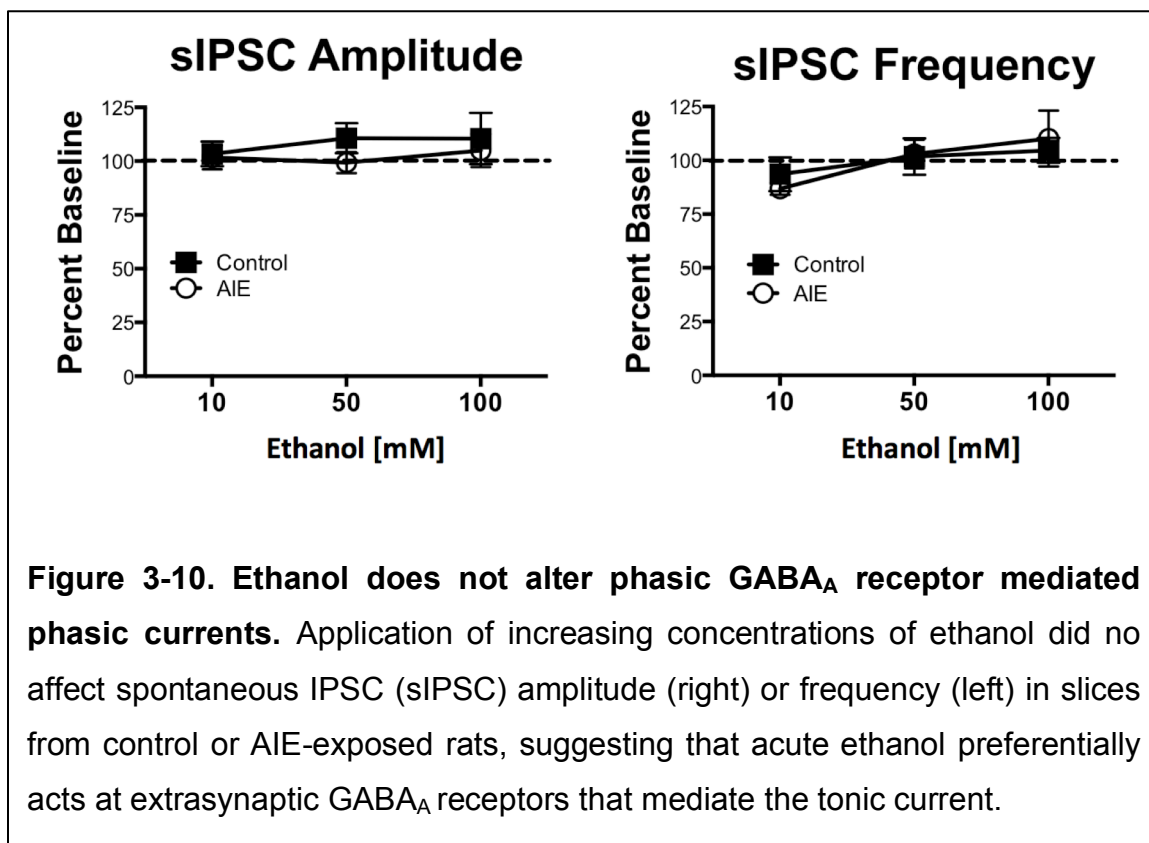 sIPSC Amplitude
125
100
75
50
25
0
Percent Baseline
Control
AIE
10 50 100
Ethanol [mM]
sIPSC Frequency
125
100
75
50
25
0
Percent Baseline
Control
AIE
10 50 100
Ethanol [mM]
Figure 3-10. Ethanol does not alter phasic GABAA receptor mediated
phasic currents. Application of increasing concentrations of ethanol did no
affect spontaneous IPSC (sIPSC) amplitude (right) or frequency (left) in slices
from control or AIE-exposed rats, suggesting that acute ethanol preferentially
acts at extrasynaptic GABAA receptors that mediate the tonic current.